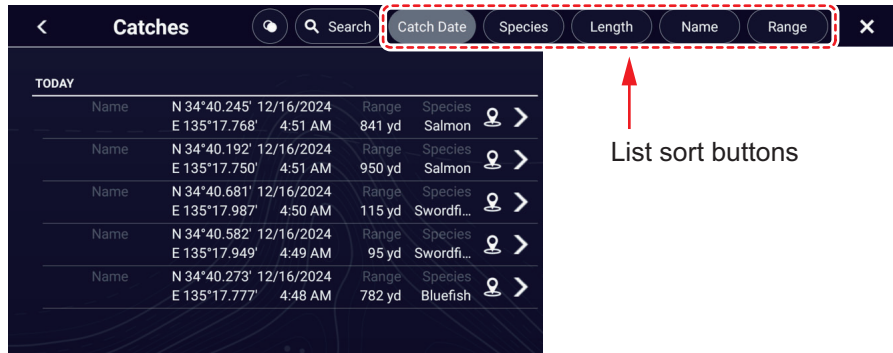 Catches Search Catch Date Species Length Name Range
TODAY
Name N 34°40.245' 12/16/2024 Range Species
E 135°17.768' 4:51 AM 841 yd Salmon
Name N 34°40.192' 12/16/2024 Range Species
E 135°17.750' 4:51 AM 950 yd Salmon
Name N 34°40.681' 12/16/2024 Range Species
E 135°17.987' 4:50 AM 115 yd Swordfi...
Name N 34°40.582' 12/16/2024 Range Species
E 135°17.949' 4:49 AM 95 yd Swordfi...
Name N 34°40.273' 12/16/2024 Range Species
E 135°17.777' 4:48 AM 782 yd Bluefish
List sort buttons